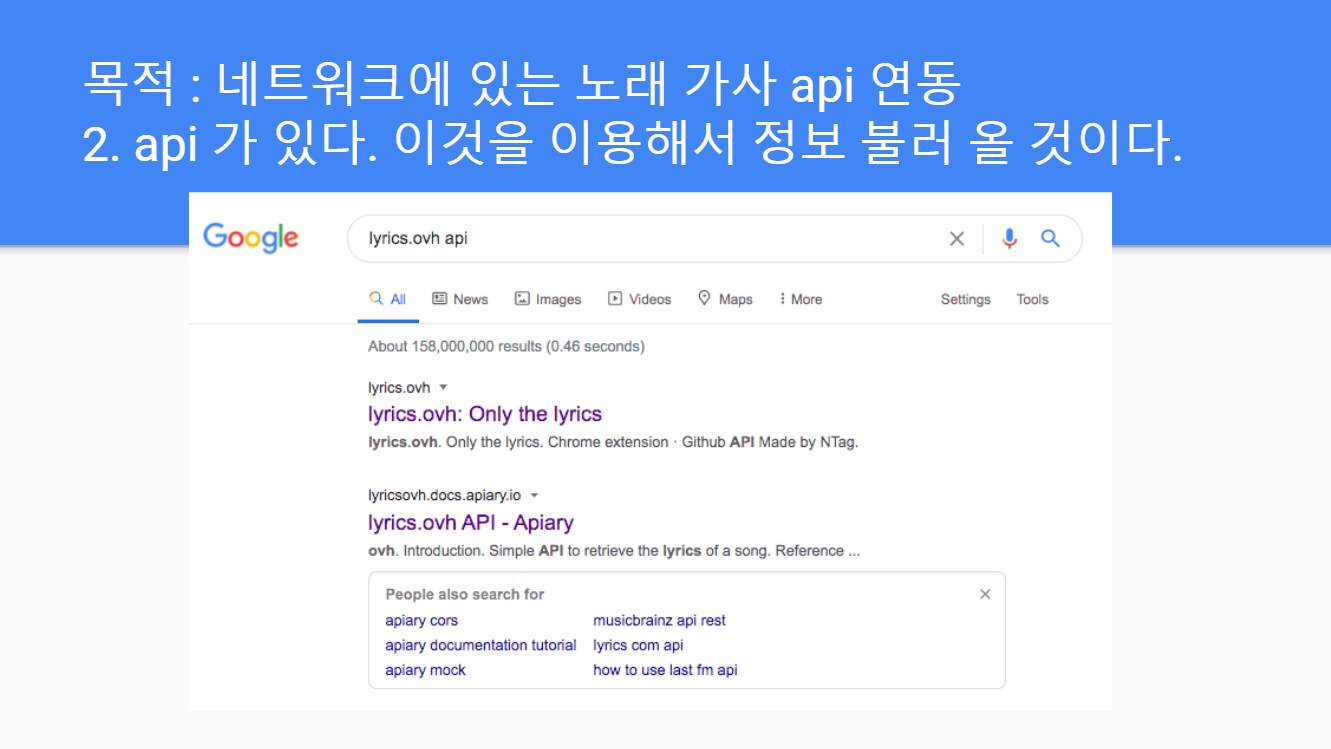 목적 : 네트워크에 있는 노래 가사 api 연동
2. api 가 있다. 이것을 이용해서 정보 불러 올 것이다.
Google
lyrics.ovh api
All News Images Videos Maps More Settings Tools
About 158,000,000 results (0.46 seconds)
lyrics.ovh
lyrics.ovh: Only the lyrics
lyrics.ovh. Only the lyrics. Chrome extension · Github API Made by NTag.
lyricsovh.docs.apiary.io
lyrics.ovh API - Apiary
ovh. Introduction. Simple API to retrieve the lyrics of a song. Reference ...
People also search for
apiary cors musicbrainz api rest
apiary documentation tutorial lyrics com api
apiary mock how to use last fm api